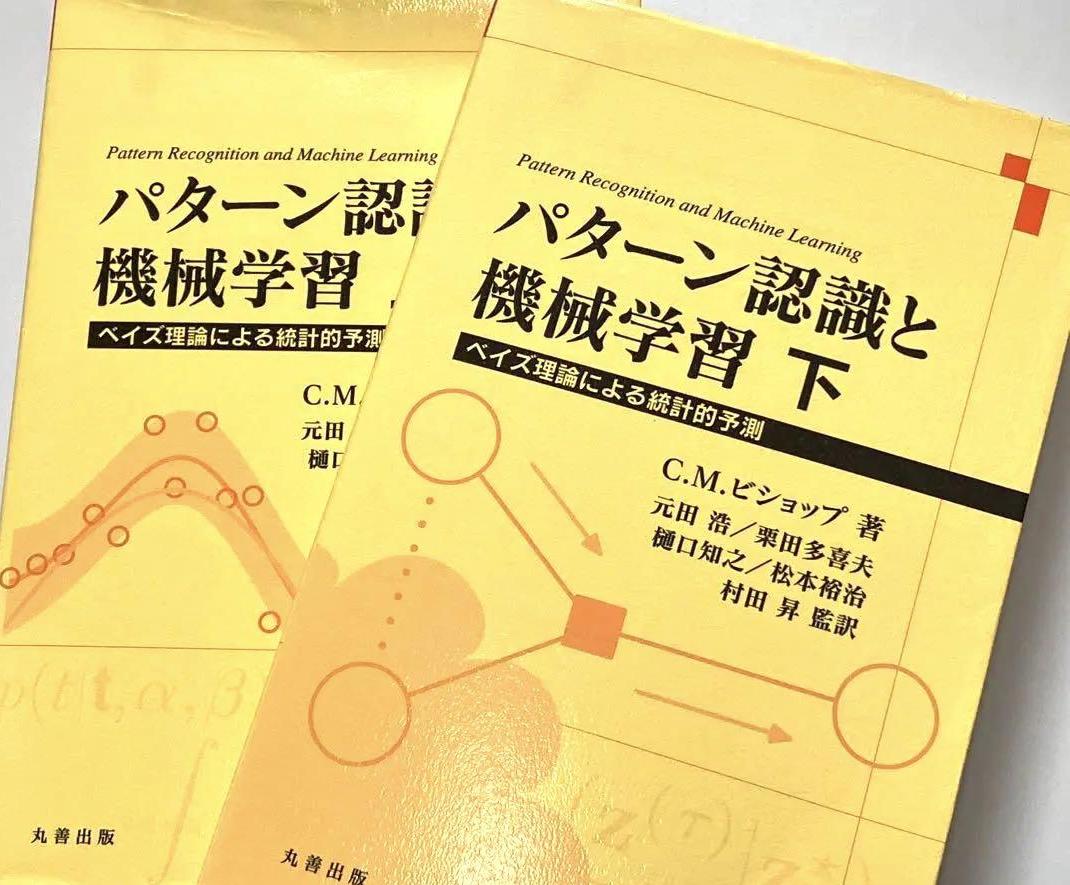 Pattern Recognition and Machine Learning
パターン認
機械学習
ベイズ理論による統計的予測
C.M.
元田
樋口
p(t|t, α, β)
丸善出版
Pattern Recognition and Machine Learning
パターン認識と
機械学習 下
ベイズ理論による統計的予測
C.M.ビショップ 著
元田 浩／栗田多喜夫
樋口知之／松本裕治
村田 昇 監訳
丸善出版